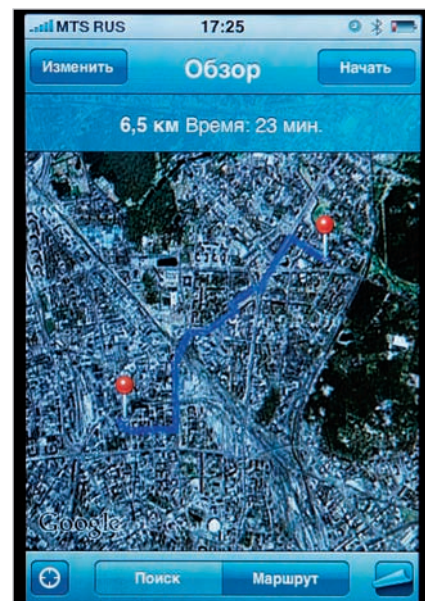 MTS RUS 17:25
Изменить Обзор Начать
6,5 км Время: 23 мин.
Google
Поиск Маршрут